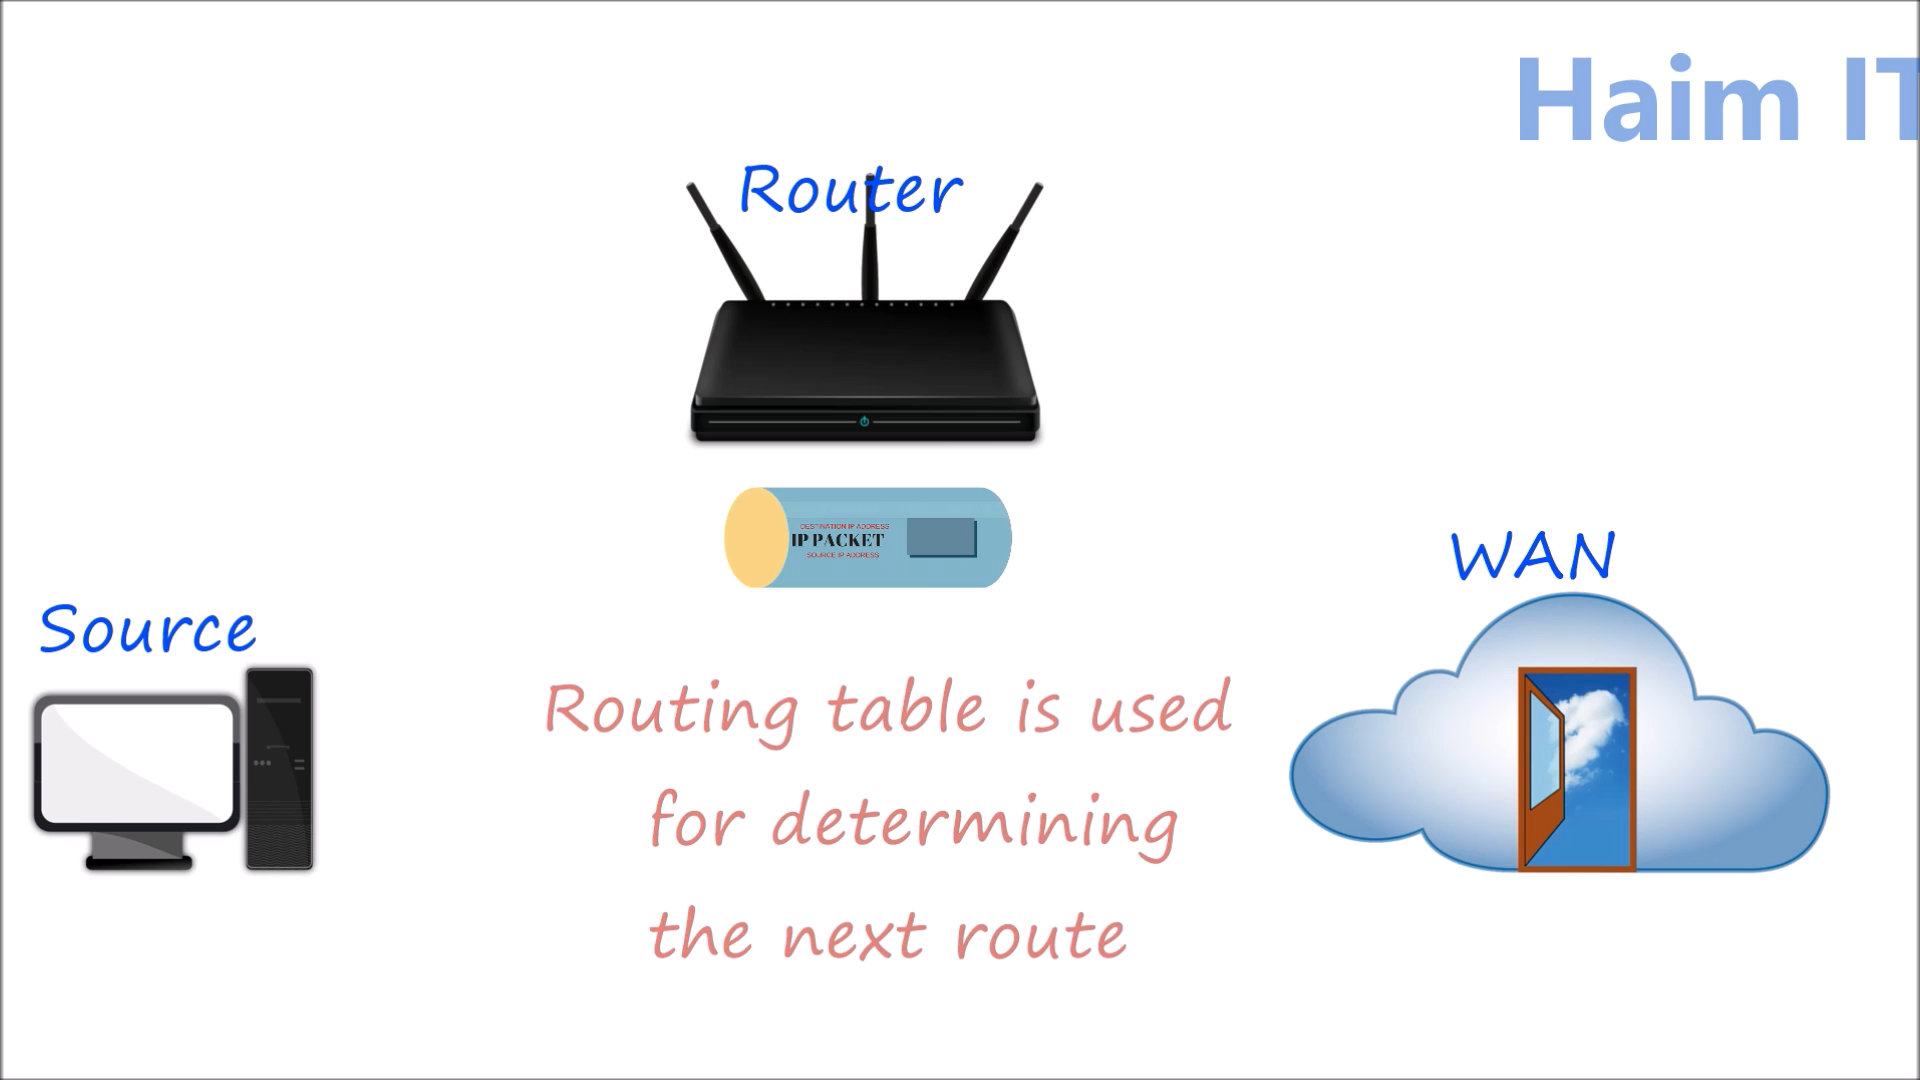 Haim IT
Router
DESTINATION IP ADDRESS
IP PACKET
SOURCE IP ADDRESS
WAN
Source
Routing table is used
for determining
the next route